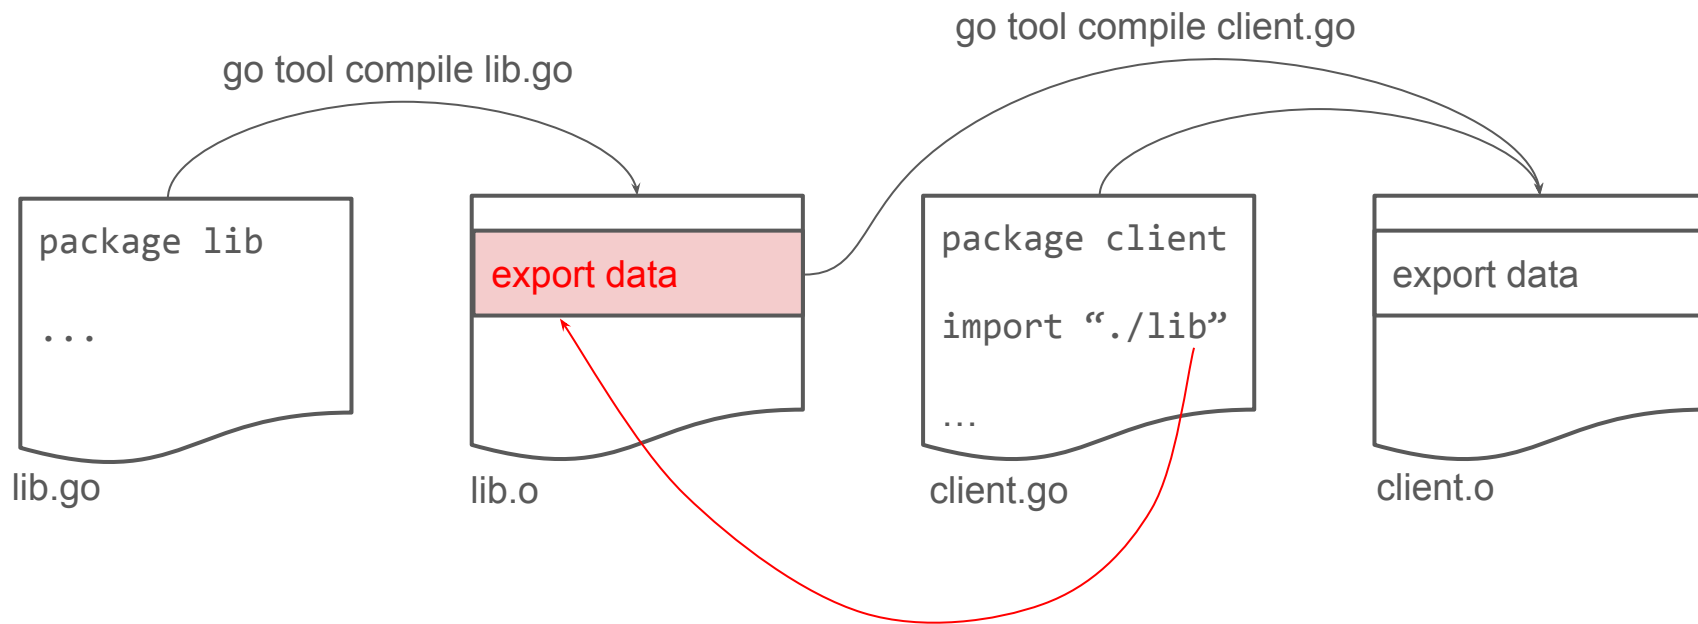 go tool compile client.go
go tool compile lib.go
package lib
...
lib.go
export data
lib.o
package client
import “./lib”
...
client.go
export data
client.o